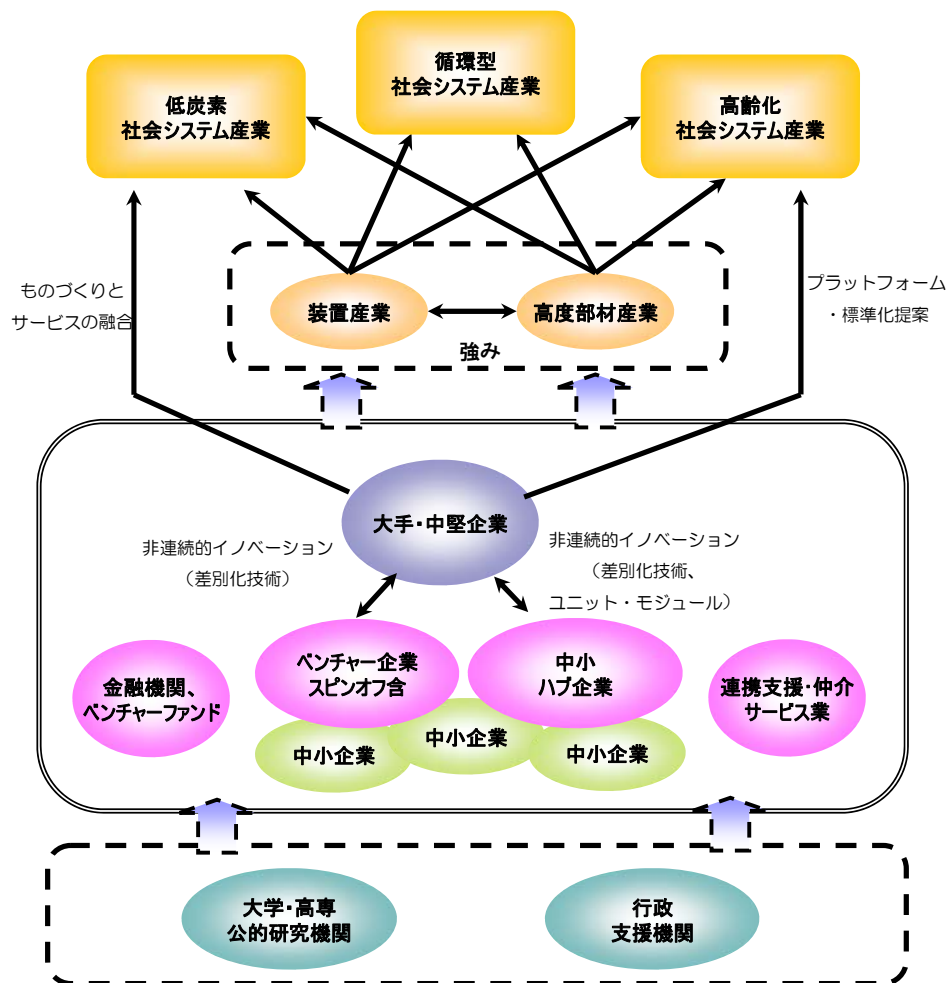 循環型
社会システム産業
低炭素
社会システム産業
高齢化
社会システム産業
ものづくりと
サービスの融合
プラットフォーム
・標準化提案
装置産業
高度部材産業
強み
大手・中堅企業
非連続的イノベーション
（差別化技術）
非連続的イノベーション
（差別化技術、
ユニット・モジュール）
金融機関、
ベンチャーファンド
ベンチャー企業
スピンオフ含
中小
ハブ企業
連携支援・仲介
サービス業
中小企業
中小企業
中小企業
大学・高専
公的研究機関
行政
支援機関